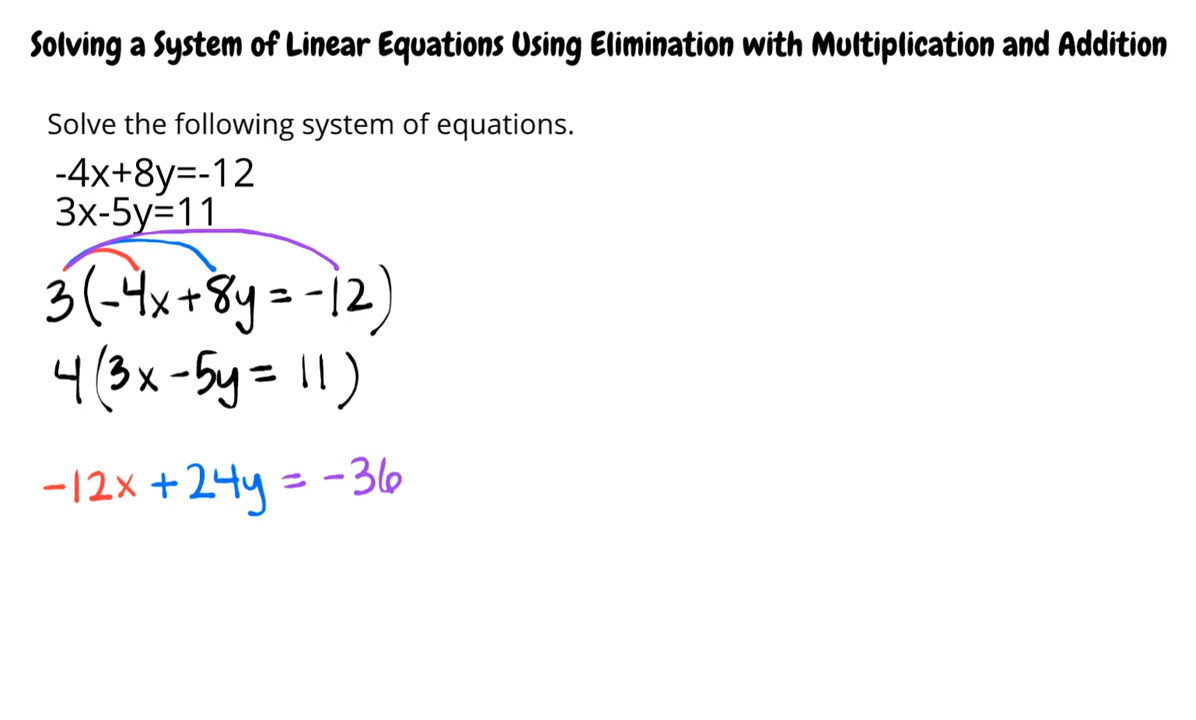 Solving a System of Linear Equations Using Elimination with Multiplication and Addition
Solve the following system of equations.
-4x+8y=-12
3x-5y=11
3(-4x+8y=-12)
4(3x-5y=11)
-12x+24y=-36